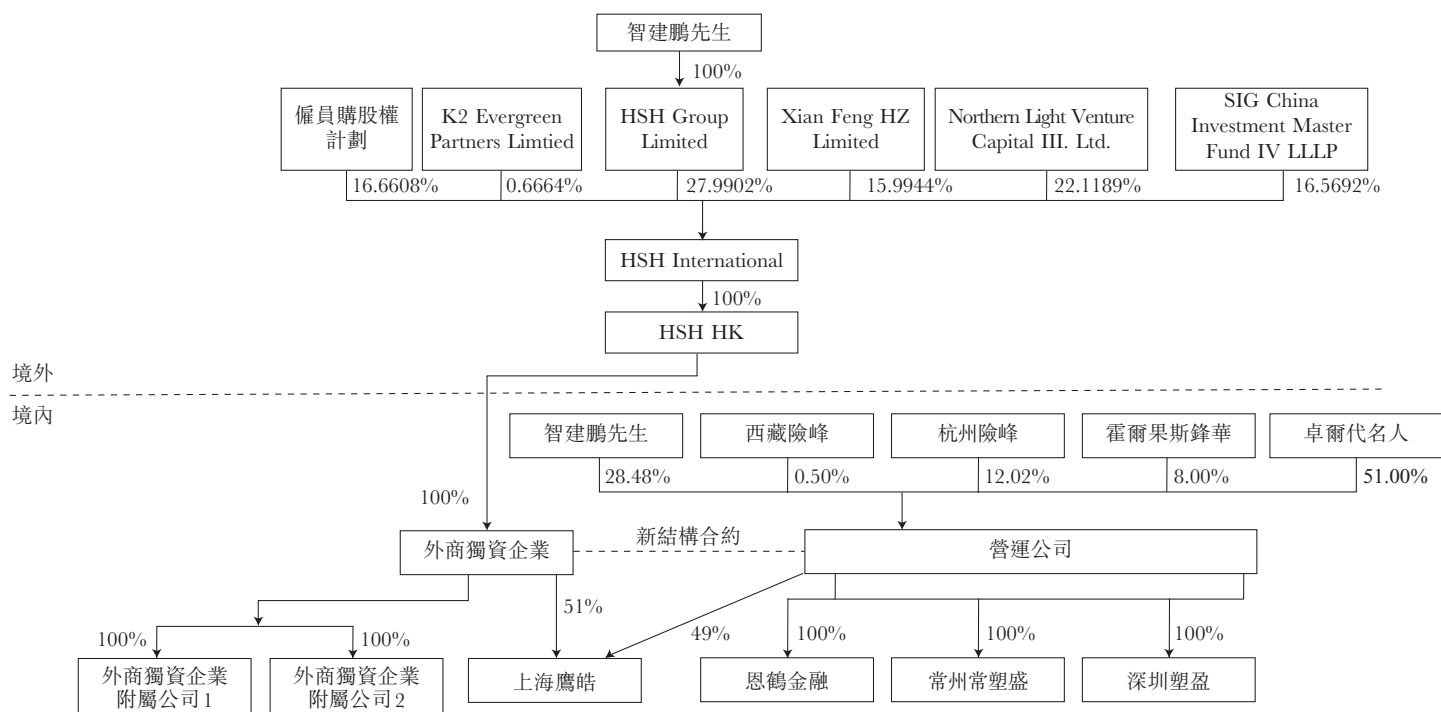 智建鵬先生
100%
僱員購股權
計劃
K2 Evergreen
Partners Limtied
HSH Group
Limited
Xian Feng HZ
Limited
Northern Light Venture
Capital III. Ltd.
SIG China
Investment Master
Fund IV LLLP
16.6608%
0.6664%
27.9902%
15.9944%
22.1189%
16.5692%
HSH International
100%
HSH HK
境外
境內
智建鵬先生
西藏險峰
杭州險峰
霍爾果斯鋒華
卓爾代名人
28.48%
0.50%
12.02%
8.00%
51.00%
100%
外商獨資企業
新結構合約
營運公司
51%
49%
100%
100%
100%
100%
100%
外商獨資企業
附屬公司1
外商獨資企業
附屬公司2
上海鷹皓
恩鶴金融
常州常塑盛
深圳塑盈